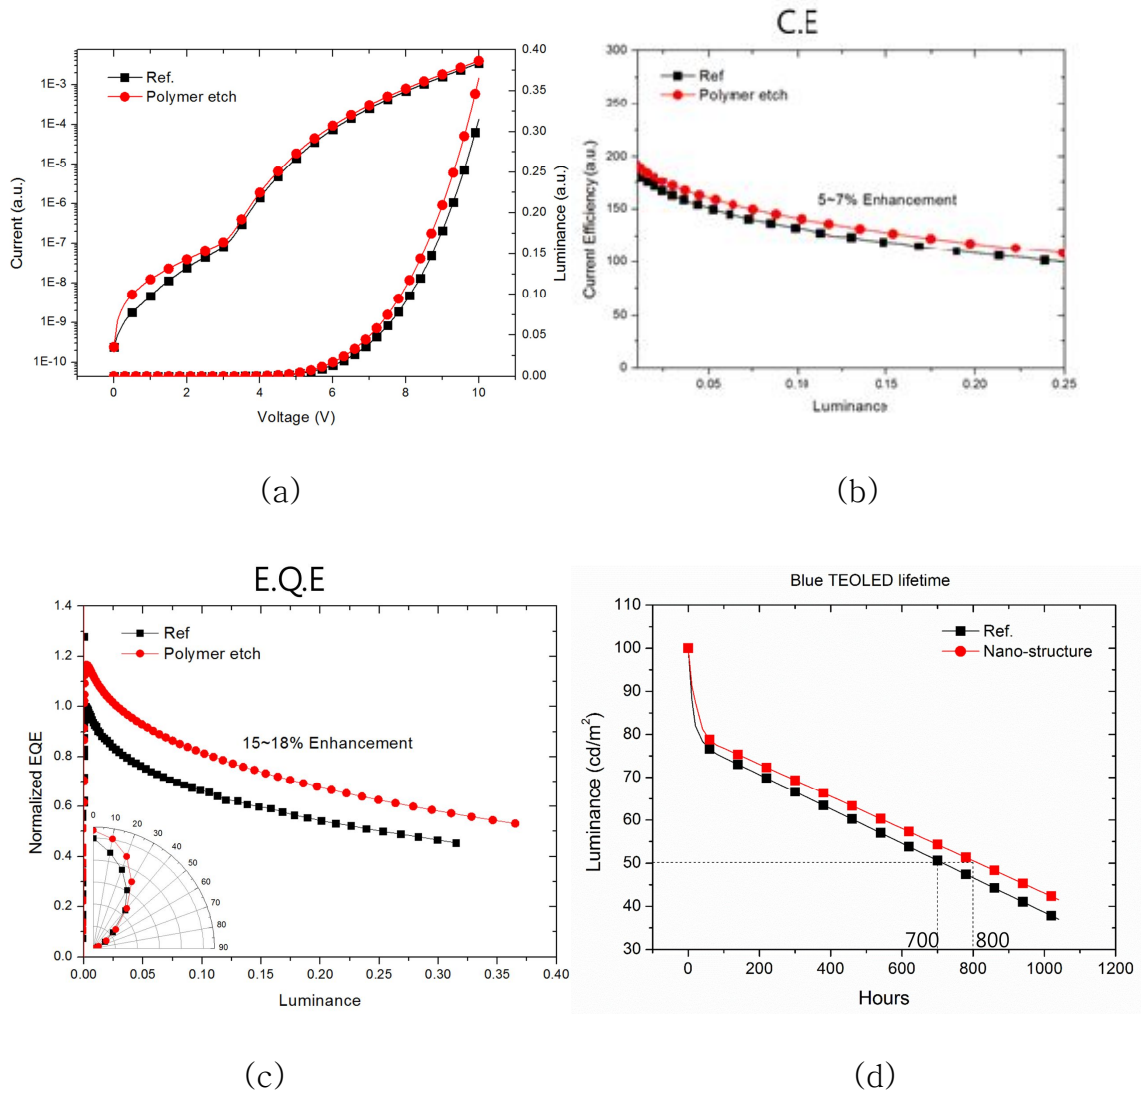 C.E
0.40
0.35
0.30
0.25
0.20
0.15
0.10
0.05
0.00
1E-3
1E-4
1E-5
1E-6
1E-7
1E-8
1E-9
1E-10
Ref.
Polymer etch
Current (a.u.)
Luminance (a.u.)
0 2 4 6 8 10
Voltage (V)
(a)
300
250
200
150
100
50
0
Ref
Polymer etch
5~7% Enhancement
Current Efficiency (a.u.)
0.05 0.10 0.15 0.20 0.25
Luminance
(b)
E.Q.E
1.4
1.2
1.0
0.8
0.6
0.4
0.2
0.0
Ref
Polymer etch
15~18% Enhancement
Normalized EQE
0 10 20 30 40 50 60 70 80 90
0.00 0.05 0.10 0.15 0.20 0.25 0.30 0.35 0.40
Luminance
(c)
Blue TEOLED lifetime
110
100
90
80
70
60
50
40
30
Ref.
Nano-structure
Luminance (cd/m²)
700 800
0 200 400 600 800 1000 1200
Hours
(d)